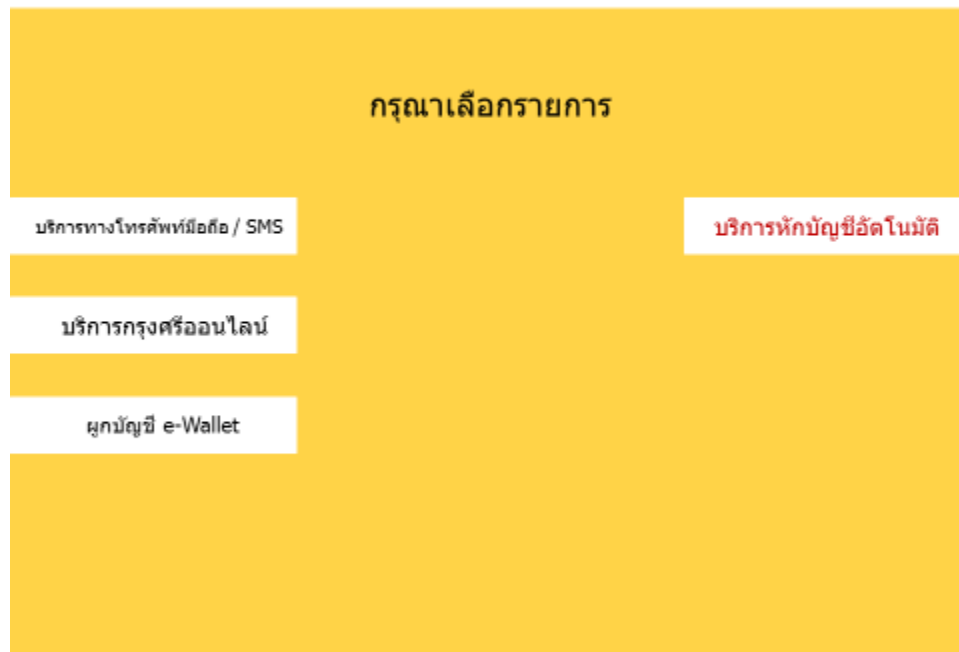 กรุณาเลือกรายการ
บริการทางโทรศัพท์มือถือ / SMS
บริการหักบัญชีอัตโนมัติ
บริการกรุงศรีออนไลน์
ผูกบัญชี e-Wallet